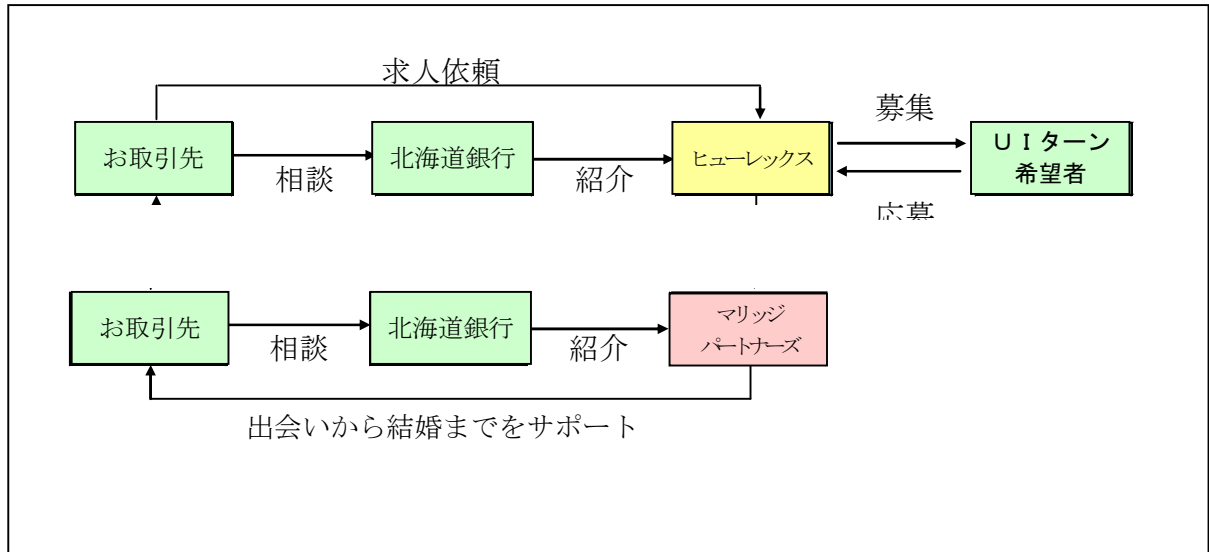 求人依頼
募集
お取引先
北海道銀行
ヒューレックス
UIターン
希望者
相談
紹介
応募
お取引先
北海道銀行
マリッジ
パートナーズ
相談
紹介
出会いから結婚までをサポート